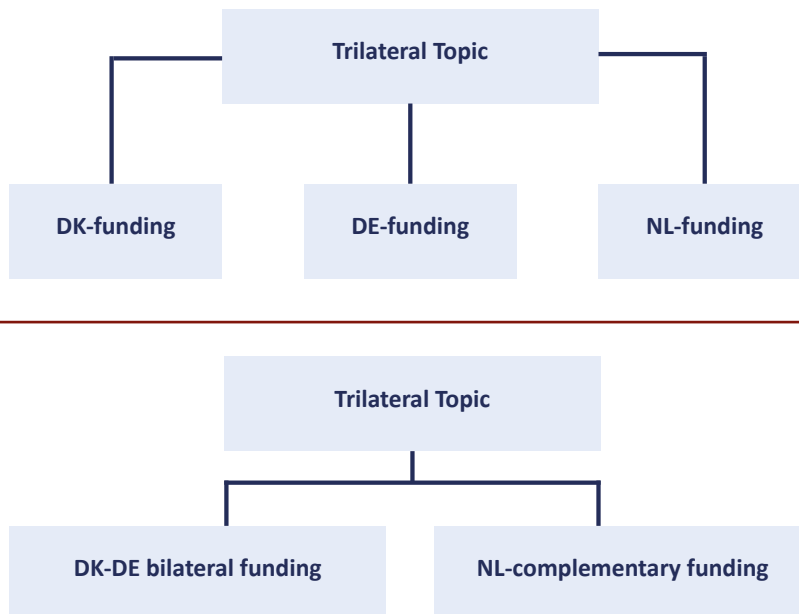 Trilateral Topic
DK-funding
DE-funding
NL-funding
Trilateral Topic
DK-DE bilateral funding
NL-complementary funding